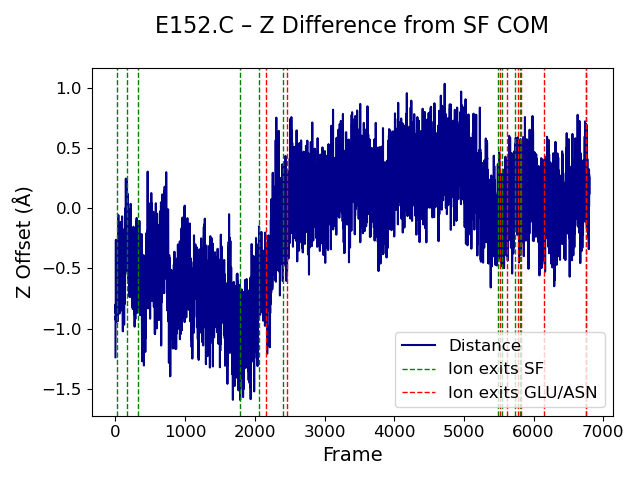 E152.C – Z Difference from SF COM
1.0
0.5
0.0
−0.5
−1.0
−1.5
Z Offset (Å)
Distance
Ion exits SF
Ion exits GLU/ASN
0 1000 2000 3000 4000 5000 6000 7000
Frame